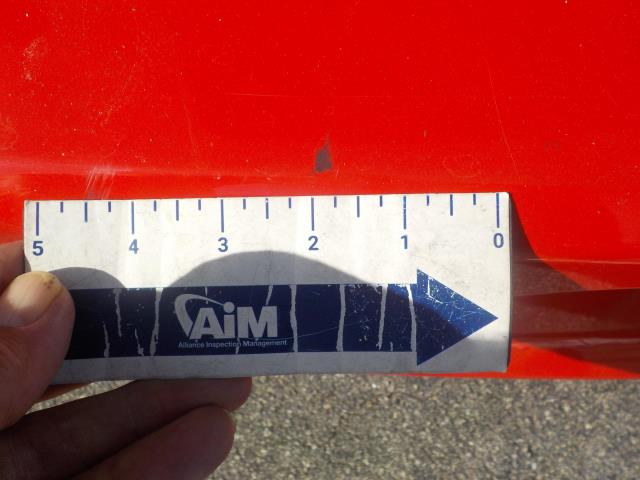 5 4 3 2 1 0
AiM
Alliance Inspection Management